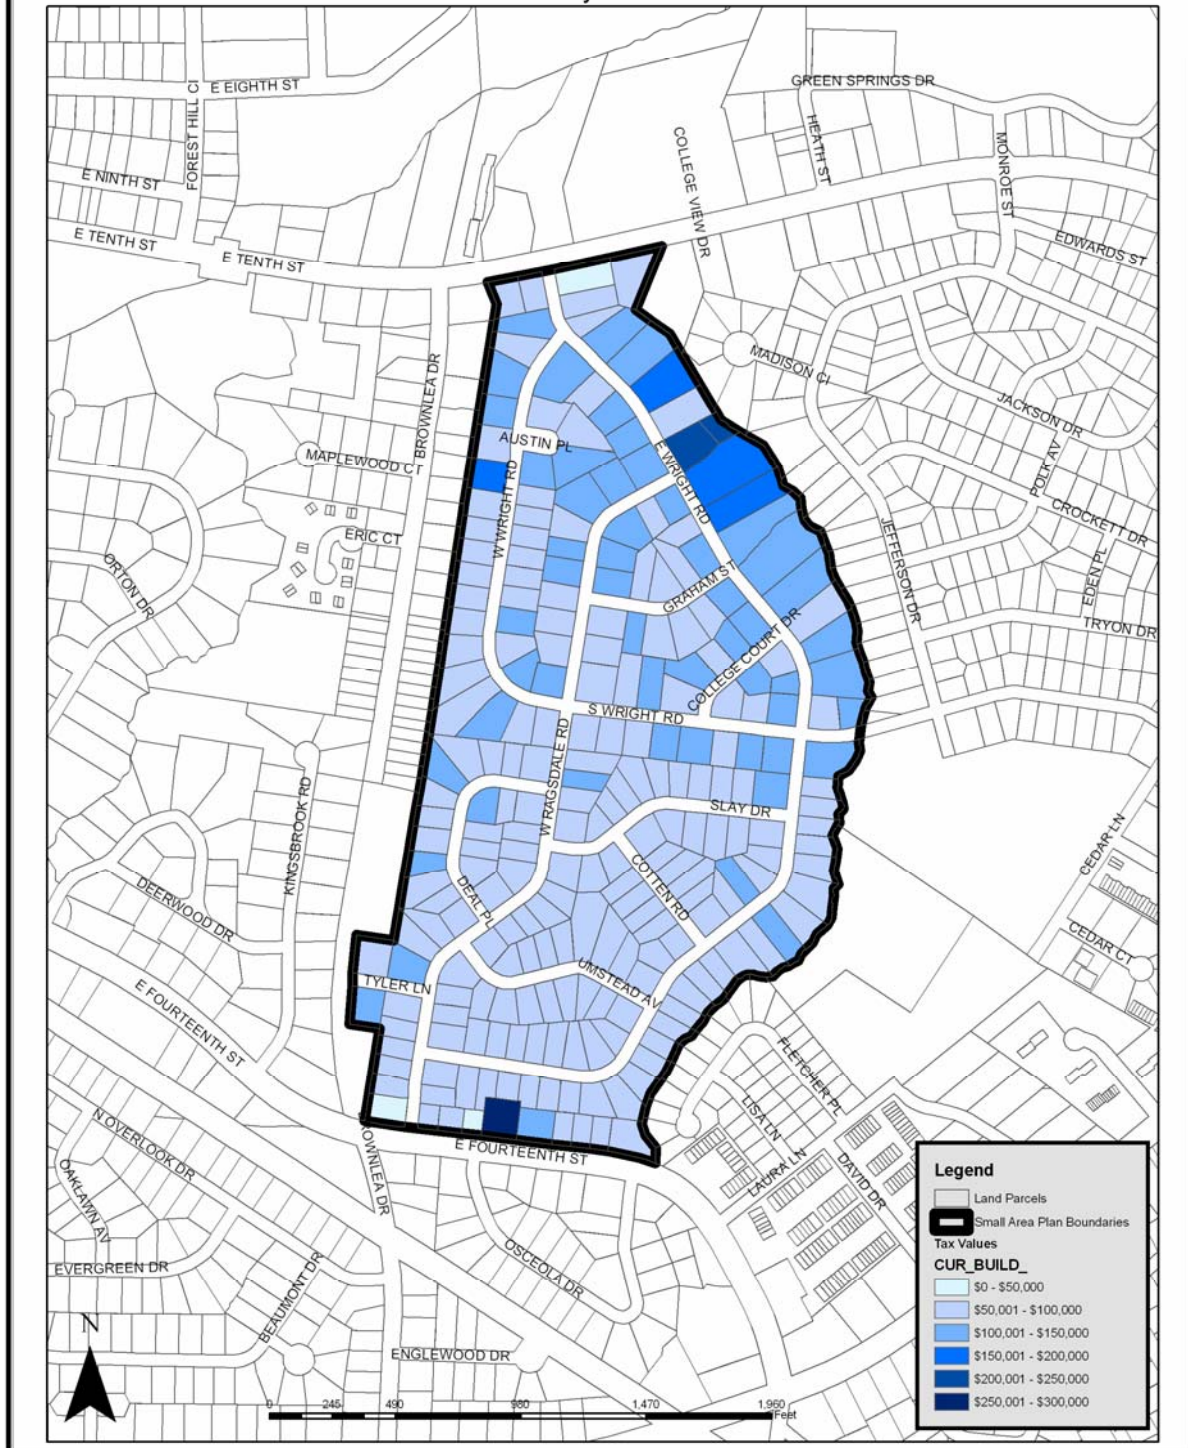 E EIGHTH ST
FOREST HILL CI
GREEN SPRINGS DR
HEATH ST
MONROE ST
COLLEGE VIEW DR
E NINTH ST
E TENTH ST
E TENTH ST
EDWARDS ST
MADISON CI
BROWNLEA DR
JACKSON DR
AUSTIN PL
MAPLEWOOD CT
E WRIGHT RD
W WRIGHT RD
POLK AV
CROCKETT DR
ERIC CT
JEFFERSON DR
EDEN PL
ORTON DR
GRAHAM ST
TRYON DR
COLLEGE COURT DR
S WRIGHT RD
W RAGSDALE RD
KINGSBROOK RD
SLAY DR
CEDAR LN
COTTEN RD
DEAL PL
DEERWOOD DR
CEDAR CT
UMSTEAD AV
TYLER LN
E FOURTEENTH ST
FLETCHER PL
LISA LN
N OVERLOOK DR
OWNLEA DR
E FOURTEENTH ST
LAURA LN
DAVID DR
OAKLAWN AV
OSCEOLA DR
EVERGREEN DR
BEAUMONT DR
ENGLEWOOD DR
N
0 245 490 980 1,470 1,960
Feet
Legend
Land Parcels
Small Area Plan Boundaries
Tax Values
CUR_BUILD_
$0 - $50,000
$50,001 - $100,000
$100,001 - $150,000
$150,001 - $200,000
$200,001 - $250,000
$250,001 - $300,000